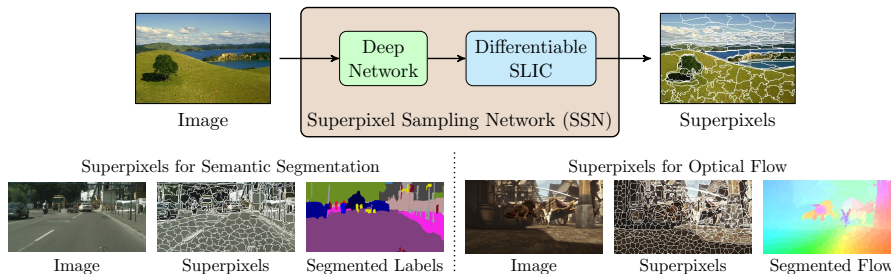 Deep
Network
Differentiable
SLIC
Image
Superpixel Sampling Network (SSN)
Superpixels
Superpixels for Semantic Segmentation
Image
Superpixels
Segmented Labels
Superpixels for Optical Flow
Image
Superpixels
Segmented Flow